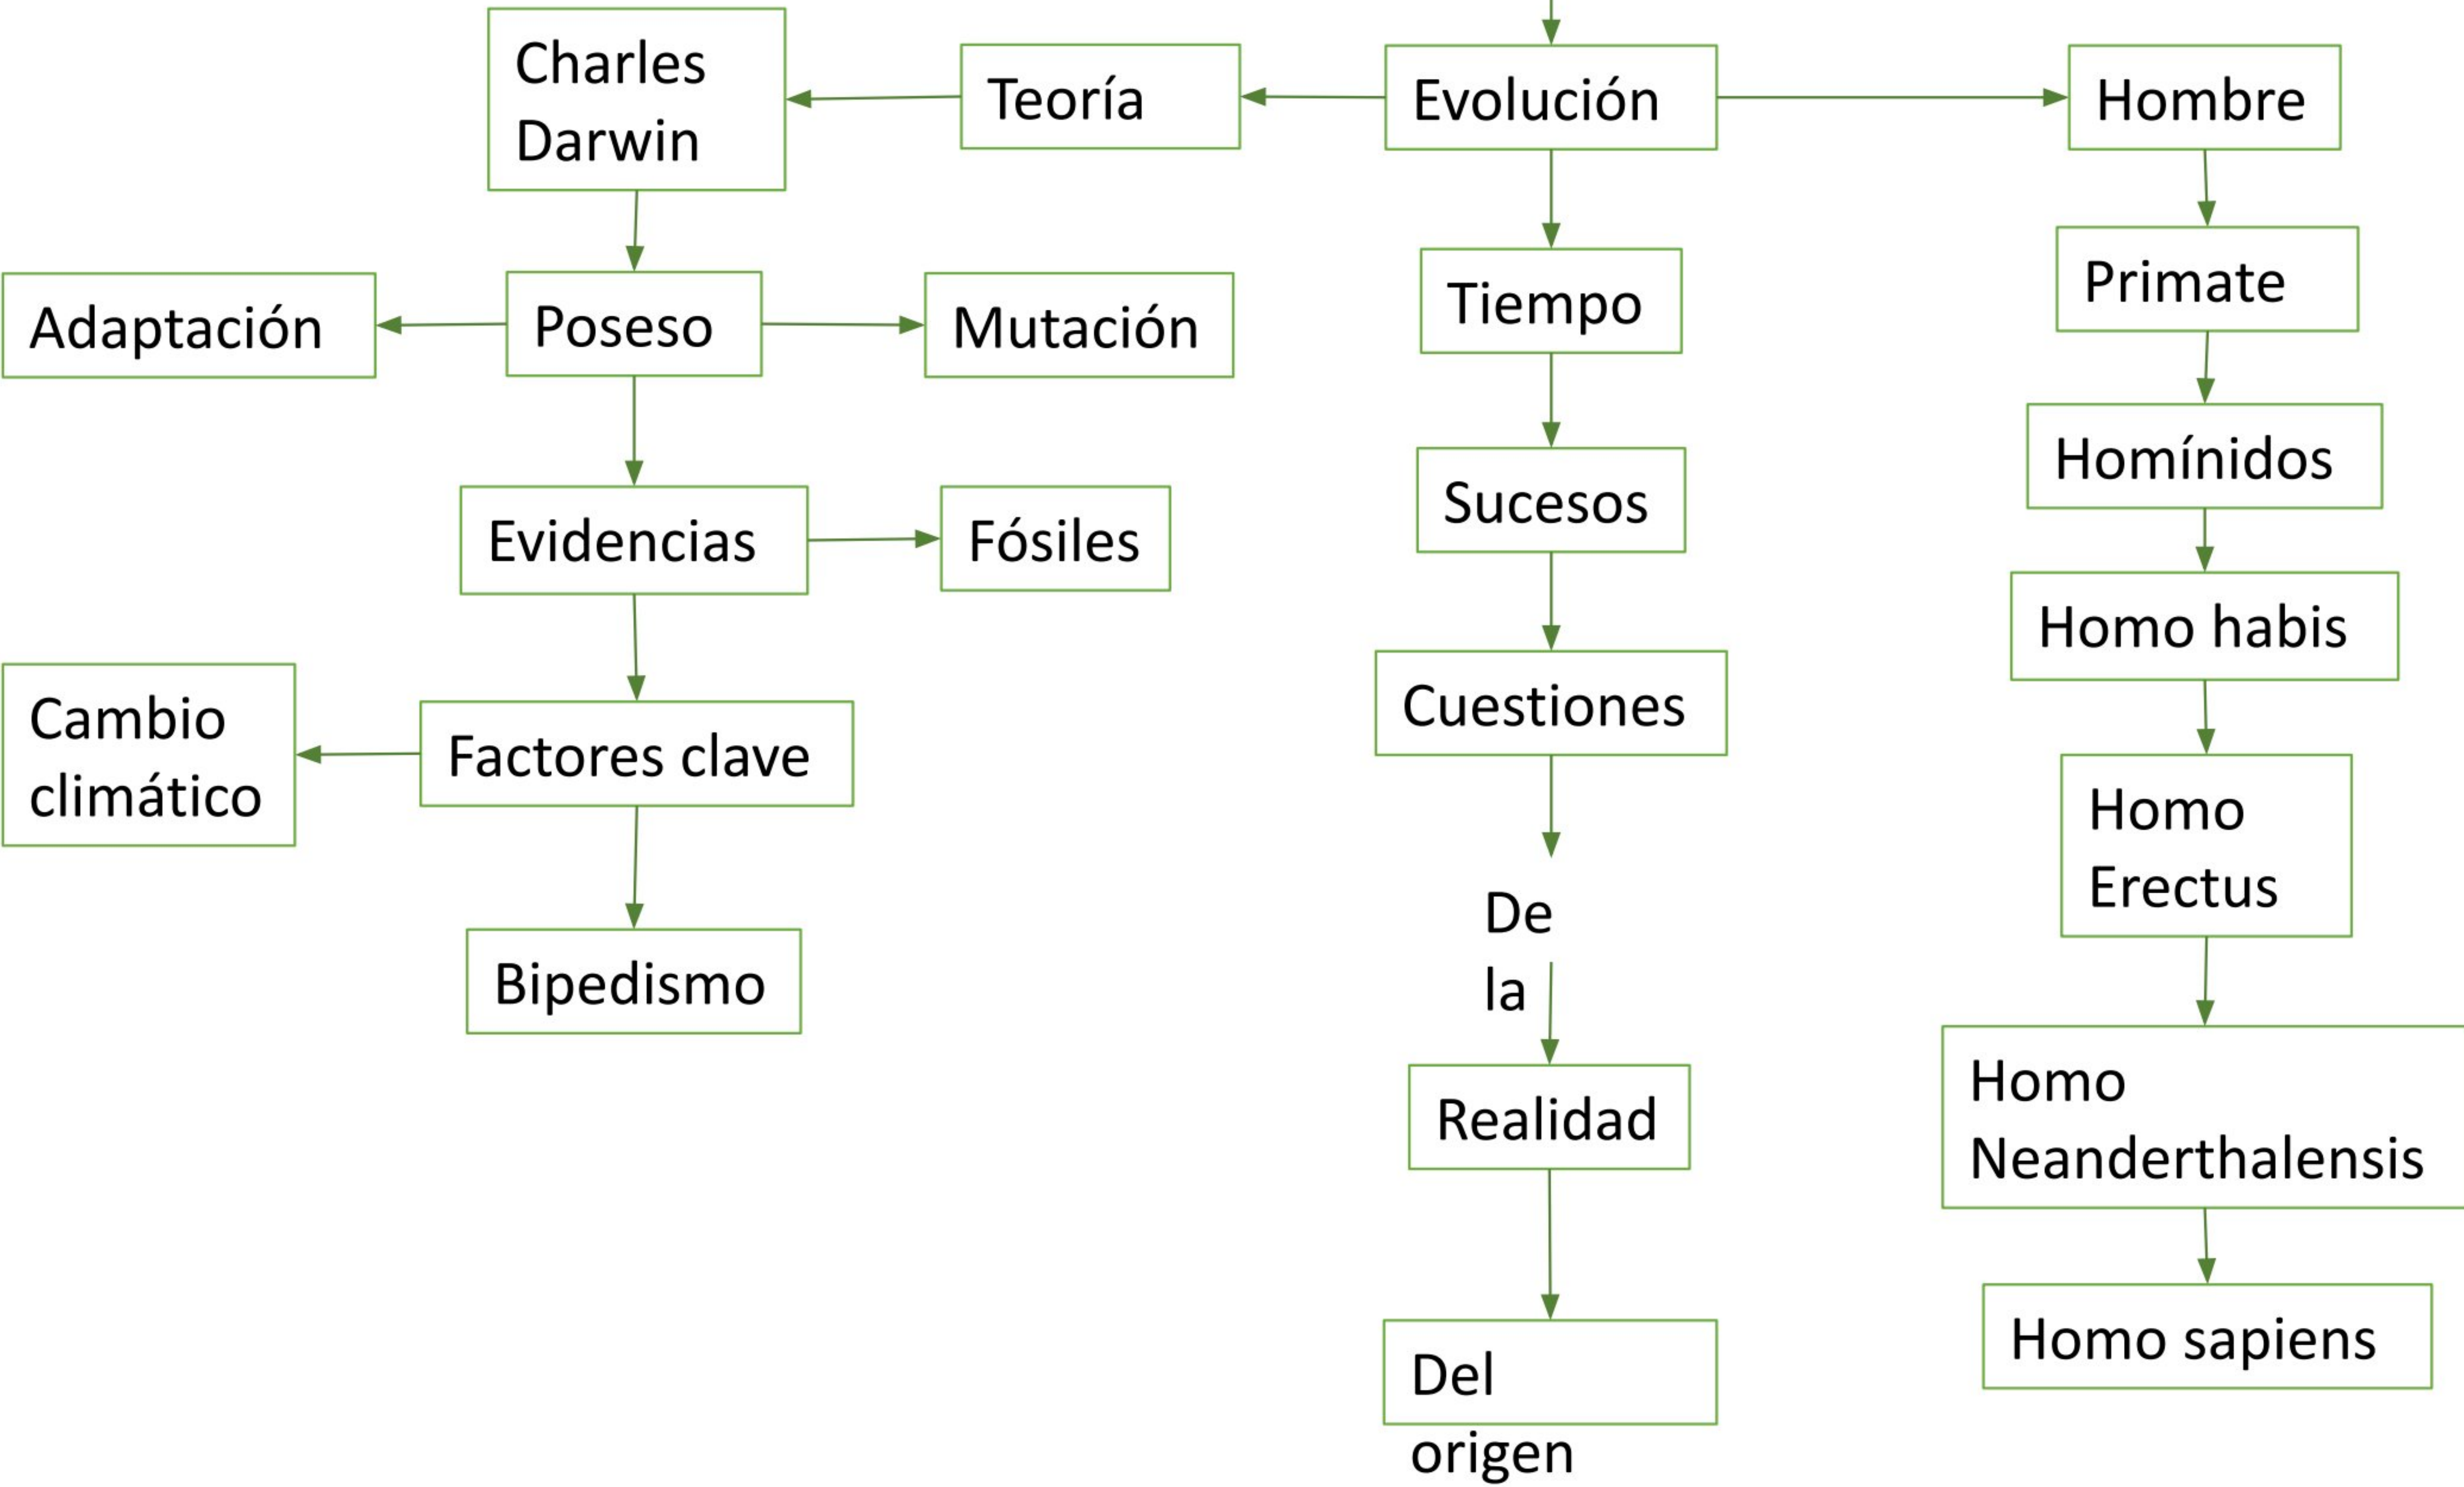 Charles
Darwin
Teoría
Evolución
Hombre
Primate
Adaptación
Poseso
Mutación
Tiempo
Homínidos
Sucesos
Evidencias
Fósiles
Homo habis
Cuestiones
Cambio
climático
Factores clave
Homo
Erectus
De
la
Bipedismo
Realidad
Homo
Neanderthalensis
Homo sapiens
Del
origen